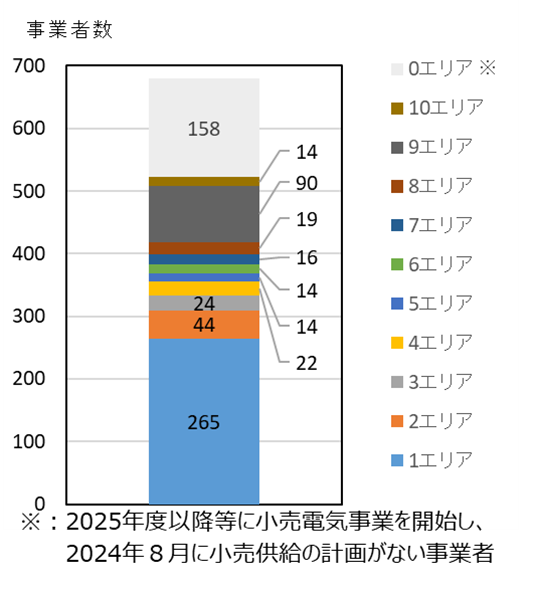 事業者数
700
600
500
400
300
200
100
0
158
14
90
19
16
14
14
22
24
44
265
0エリア ※
10エリア
9エリア
8エリア
7エリア
6エリア
5エリア
4エリア
3エリア
2エリア
1エリア
※：2025年度以降等に小売電気事業を開始し、
2024年８月に小売供給の計画がない事業者